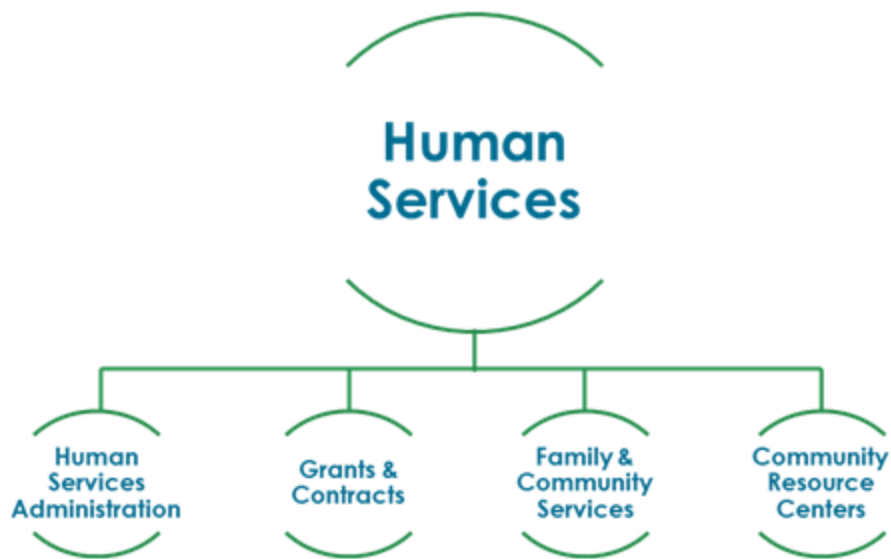 Human
Services
Human
Services
Administration
Grants &
Contracts
Family &
Community
Services
Community
Resource
Centers